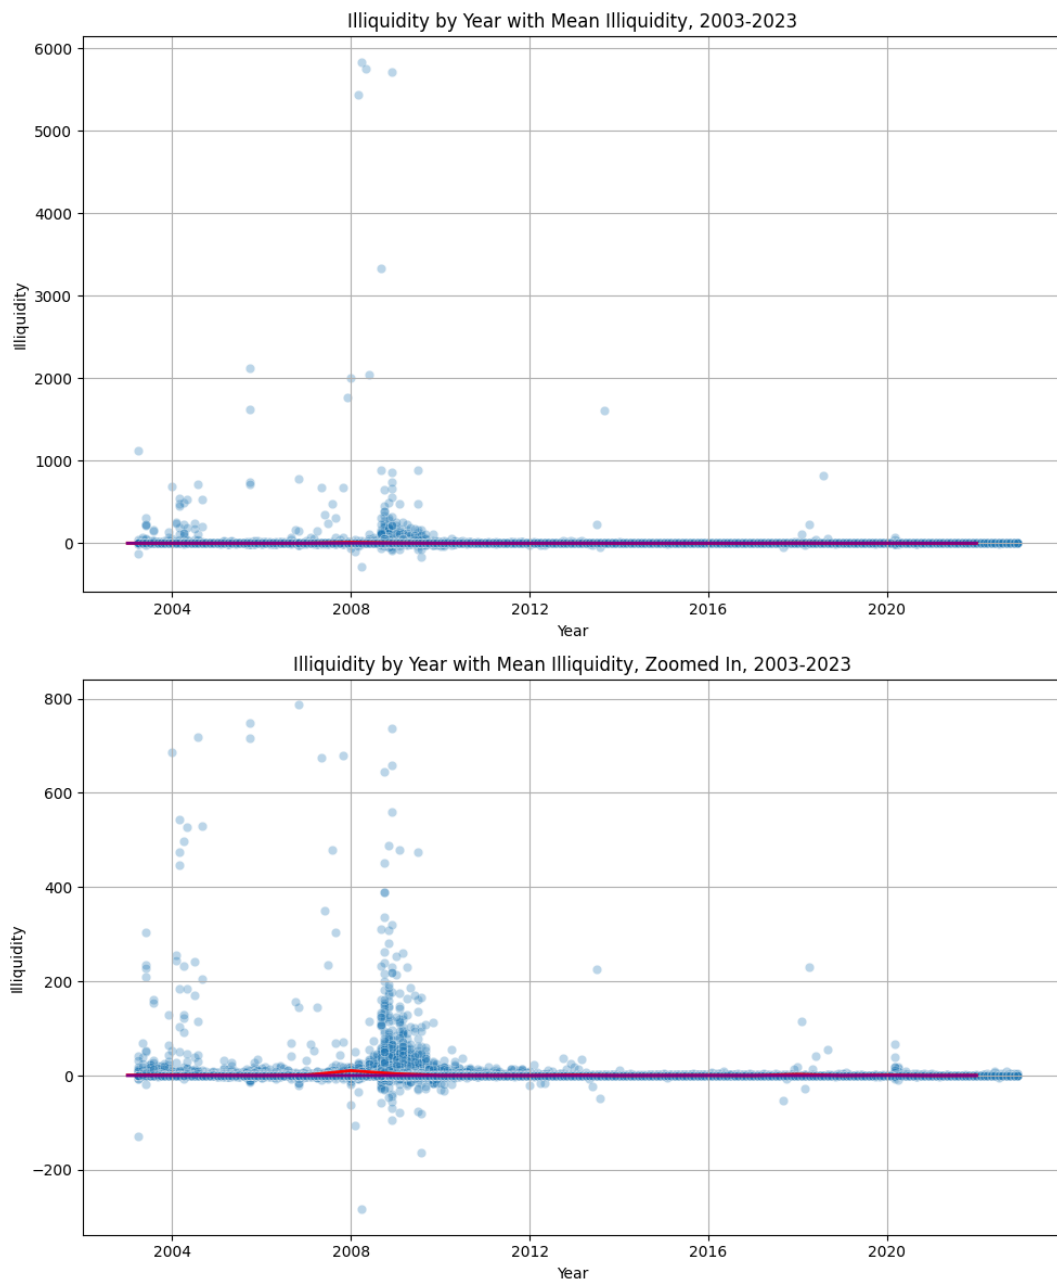 Illiquidity by Year with Mean Illiquidity, 2003-2023
6000
5000
4000
3000
2000
1000
0
Illiquidity
2004 2008 2012 2016 2020
Year
Illiquidity by Year with Mean Illiquidity, Zoomed In, 2003-2023
800
600
400
200
0
−200
Illiquidity
2004 2008 2012 2016 2020
Year